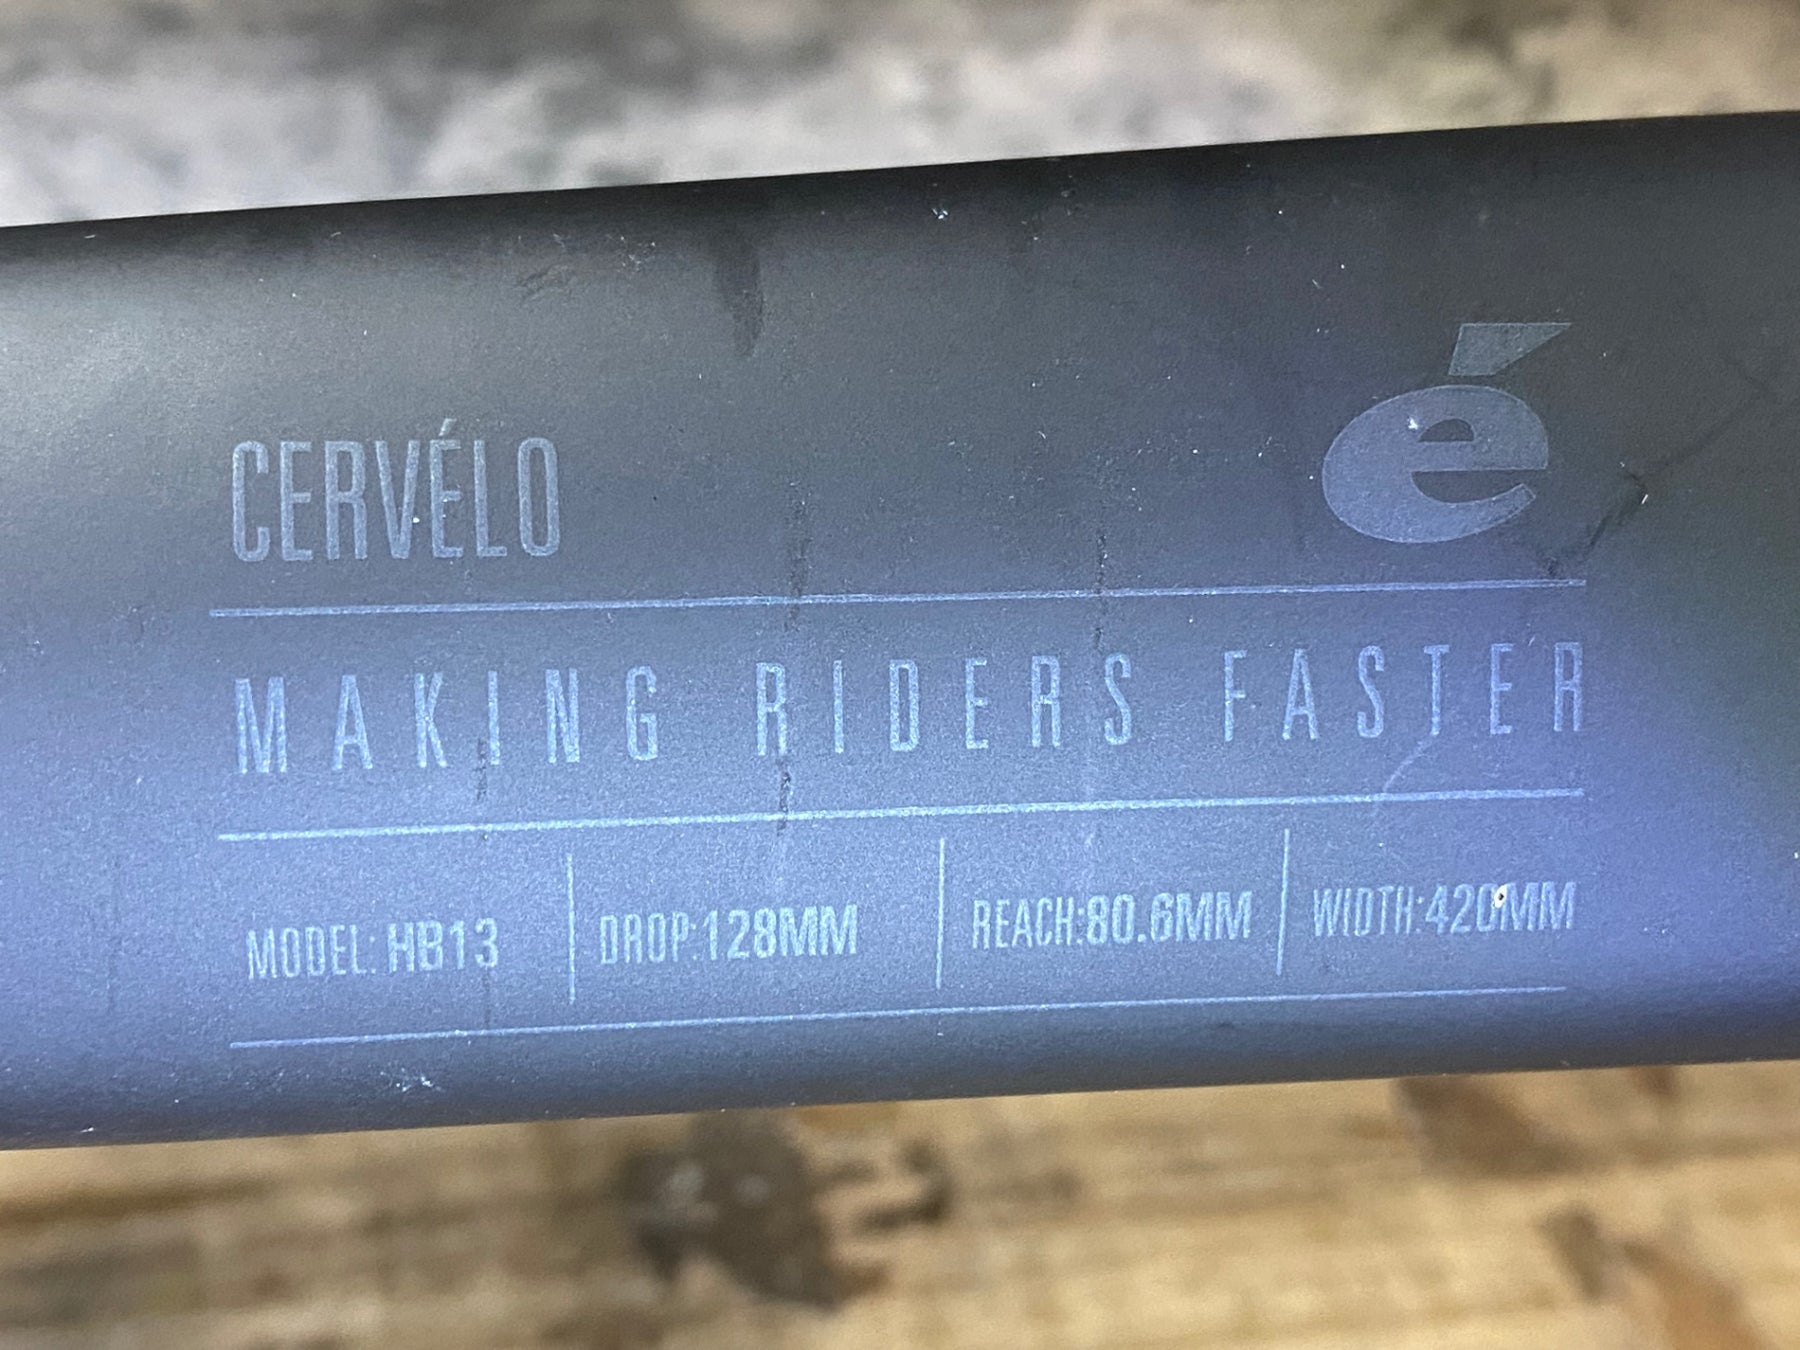 CERVÉLO
é
MAKING RIDERS FASTER
MODEL: HB13 DROP:128MM REACH:80.6MM WIDTH:420MM